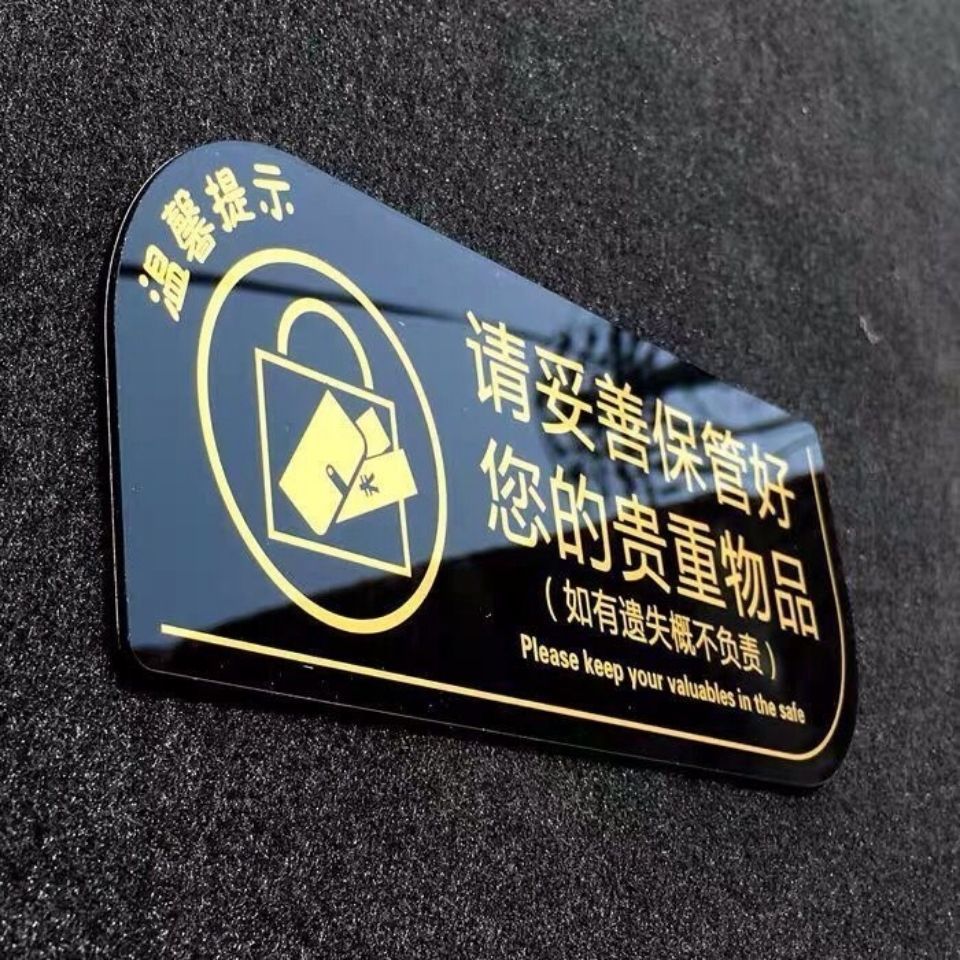 温馨提示
请妥善保管好
您的贵重物品
（如有遗失概不负责）
Please keep your valuables in the safe